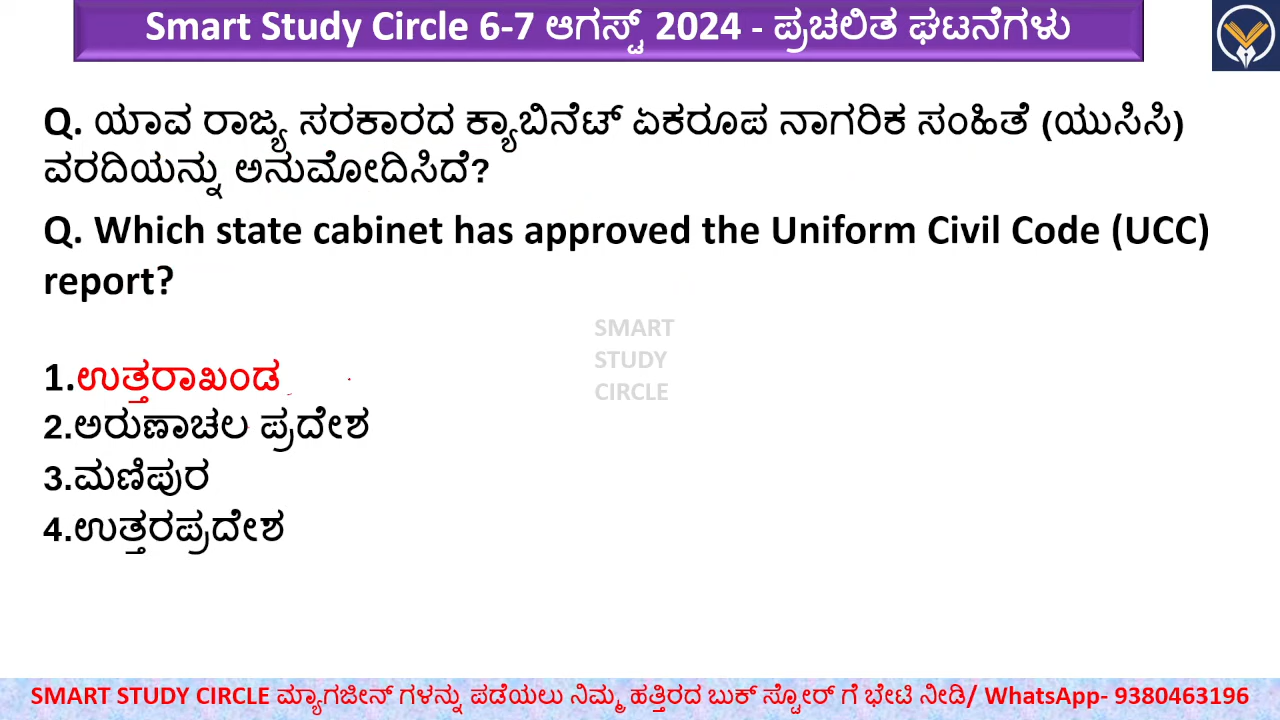 Smart Study Circle 6-7 ಆಗಸ್ಟ್ 2024 - ಪ್ರಚಲಿತ ಘಟನೆಗಳು
Q. ಯಾವ ರಾಜ್ಯ ಸರಕಾರದ ಕ್ಯಾಬಿನೆಟ್ ಏಕರೂಪ ನಾಗರಿಕ ಸಂಹಿತೆ (ಯುಸಿಸಿ)
ವರದಿಯನ್ನು ಅನುಮೋದಿಸಿದೆ?
Q. Which state cabinet has approved the Uniform Civil Code (UCC)
report?
SMART
STUDY
CIRCLE
1.ಉತ್ತರಾಖಂಡ
2.ಅರುಣಾಚಲ ಪ್ರದೇಶ
3.ಮಣಿಪುರ
4.ಉತ್ತರಪ್ರದೇಶ
SMART STUDY CIRCLE ಮ್ಯಾಗಜೀನ್ ಗಳನ್ನು ಪಡೆಯಲು ನಿಮ್ಮ ಹತ್ತಿರದ ಬುಕ್ ಸ್ಟೋರ್ ಗೆ ಭೇಟಿ ನೀಡಿ/ WhatsApp- 9380463196